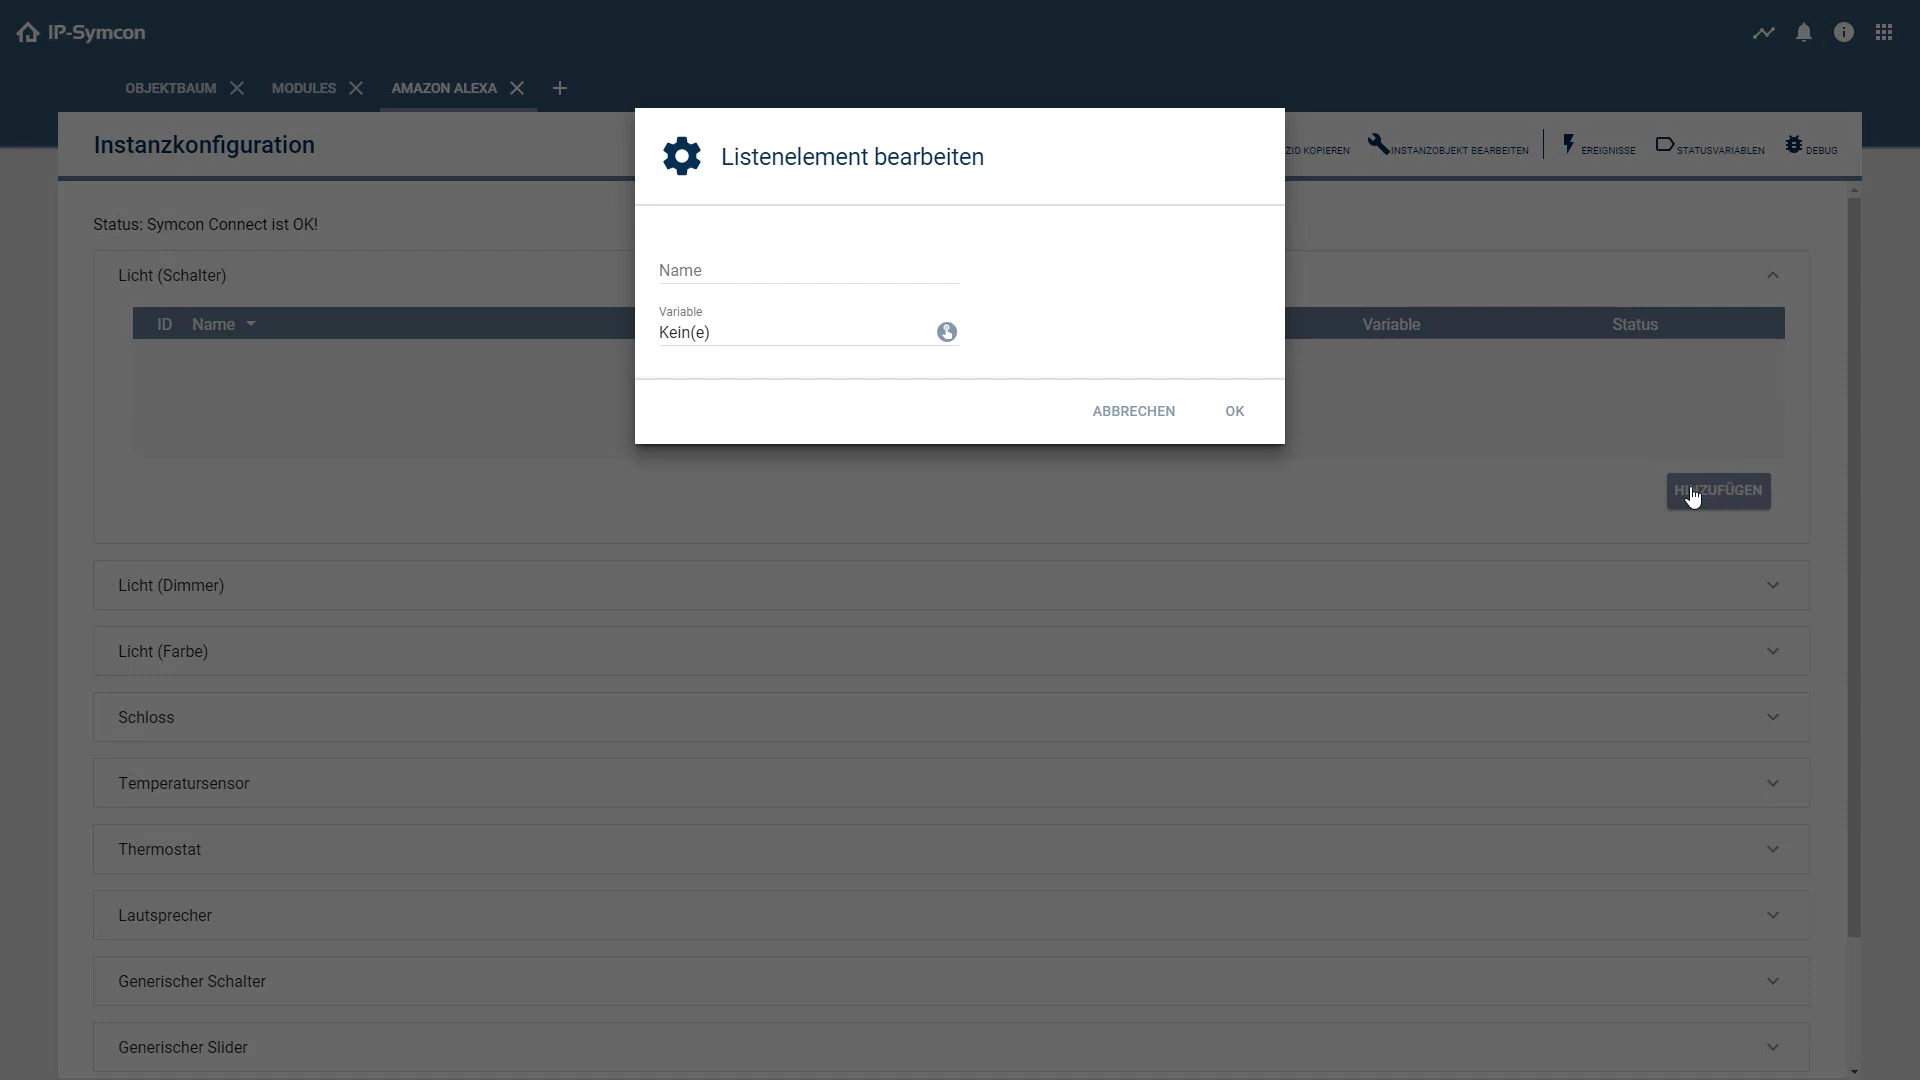 IP-Symcon
OBJEKTBAUM
MODULES
AMAZON ALEXA
Instanzkonfiguration
ZID KOPIEREN
INSTANZOBJEKT BEARBEITEN
EREIGNISSE
STATUSVARIABLEN
DEBUG
Listenelement bearbeiten
Name
Variable
Kein(e)
ABBRECHEN
OK
Status: Symcon Connect ist OK!
Licht (Schalter)
ID Name Variable Status
HINZUFÜGEN
Licht (Dimmer)
Licht (Farbe)
Schloss
Temperatursensor
Thermostat
Lautsprecher
Generischer Schalter
Generischer Slider